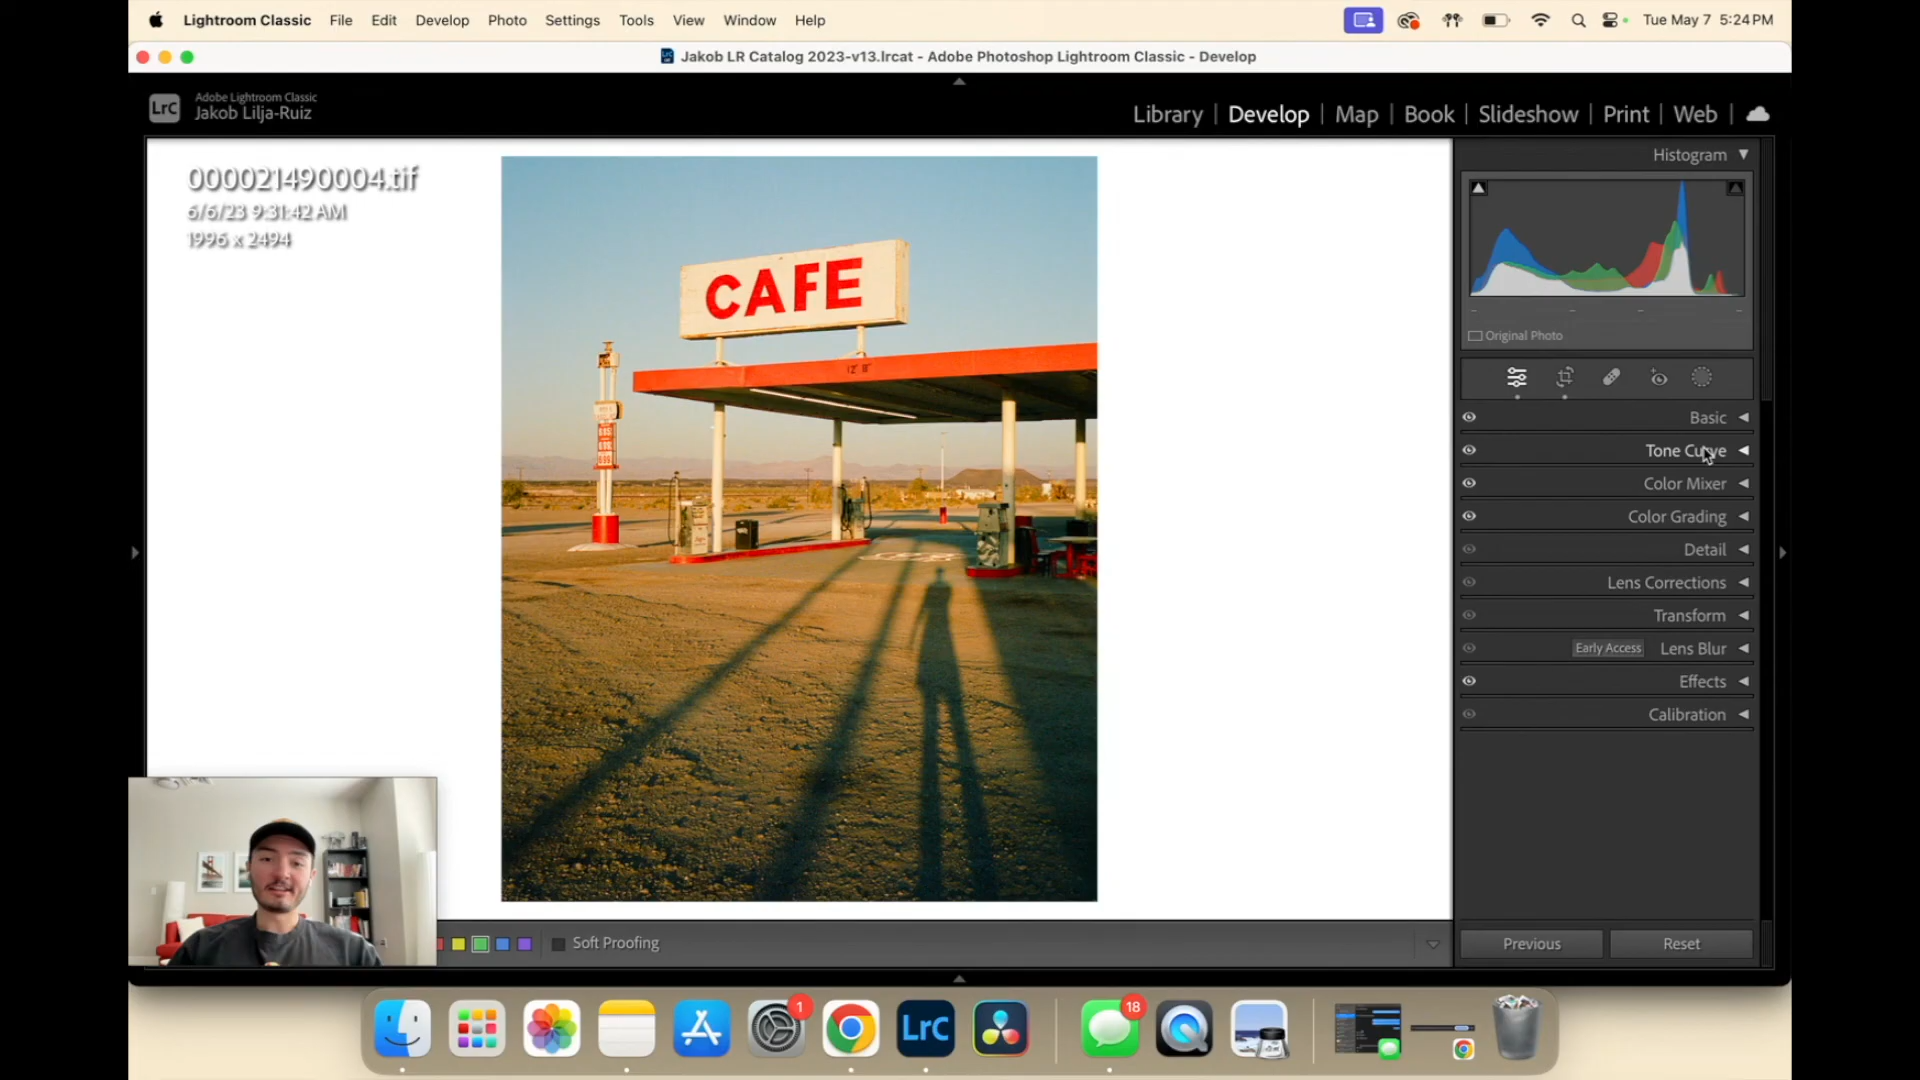 Lightroom Classic File Edit Develop Photo Settings Tools View Window Help Tue May 7 5:24 PM
Jakob LR Catalog 2023-v13.lrcat - Adobe Photoshop Lightroom Classic - Develop
LrC Adobe Lightroom Classic
Jakob Lilja-Ruiz
Library | Develop | Map | Book | Slideshow | Print | Web |
000021490004.tif
6/6/23 9:31:42 AM
1996 x 2494
CAFE
12' 8"
Histogram
Original Photo
Basic
Tone Curve
Color Mixer
Color Grading
Detail
Lens Corrections
Transform
Early Access Lens Blur
Effects
Calibration
Soft Proofing
Previous Reset
1
LrC
18